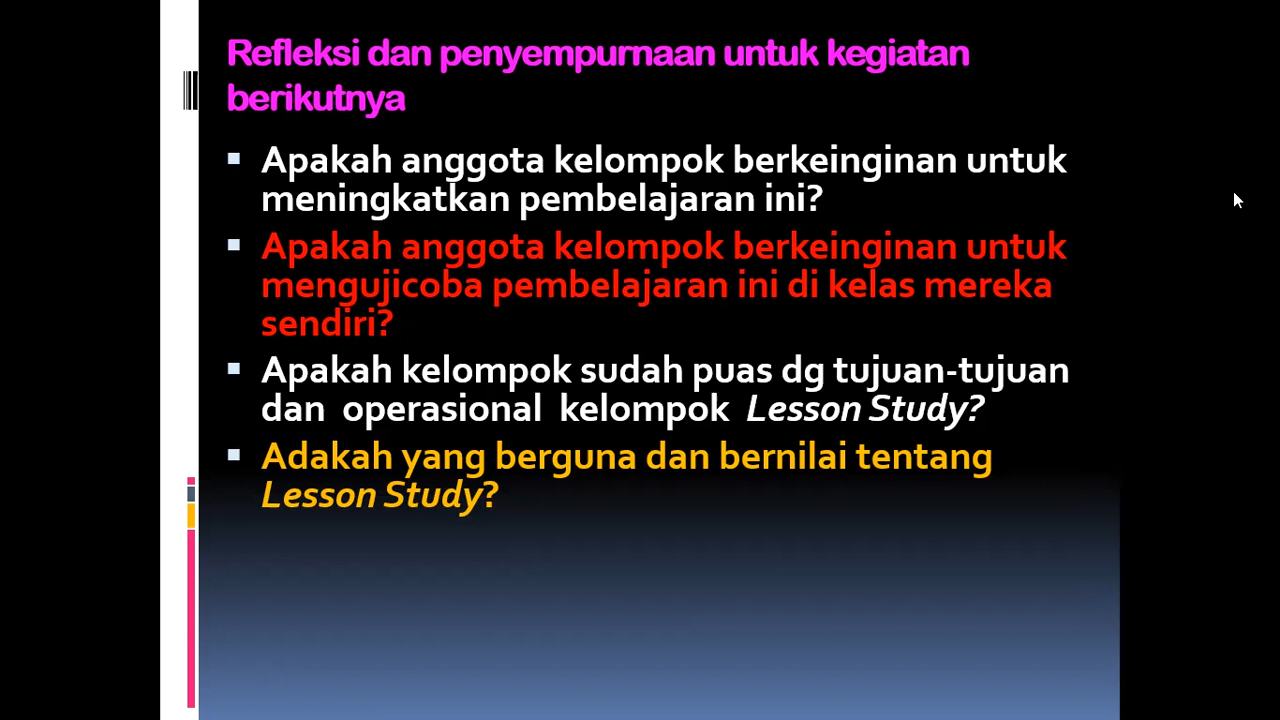 Refleksi dan penyempurnaan untuk kegiatan
berikutnya
Apakah anggota kelompok berkeinginan untuk
meningkatkan pembelajaran ini?
Apakah anggota kelompok berkeinginan untuk
mengujicoba pembelajaran ini di kelas mereka
sendiri?
Apakah kelompok sudah puas dg tujuan-tujuan
dan operasional kelompok Lesson Study?
Adakah yang berguna dan bernilai tentang
Lesson Study?